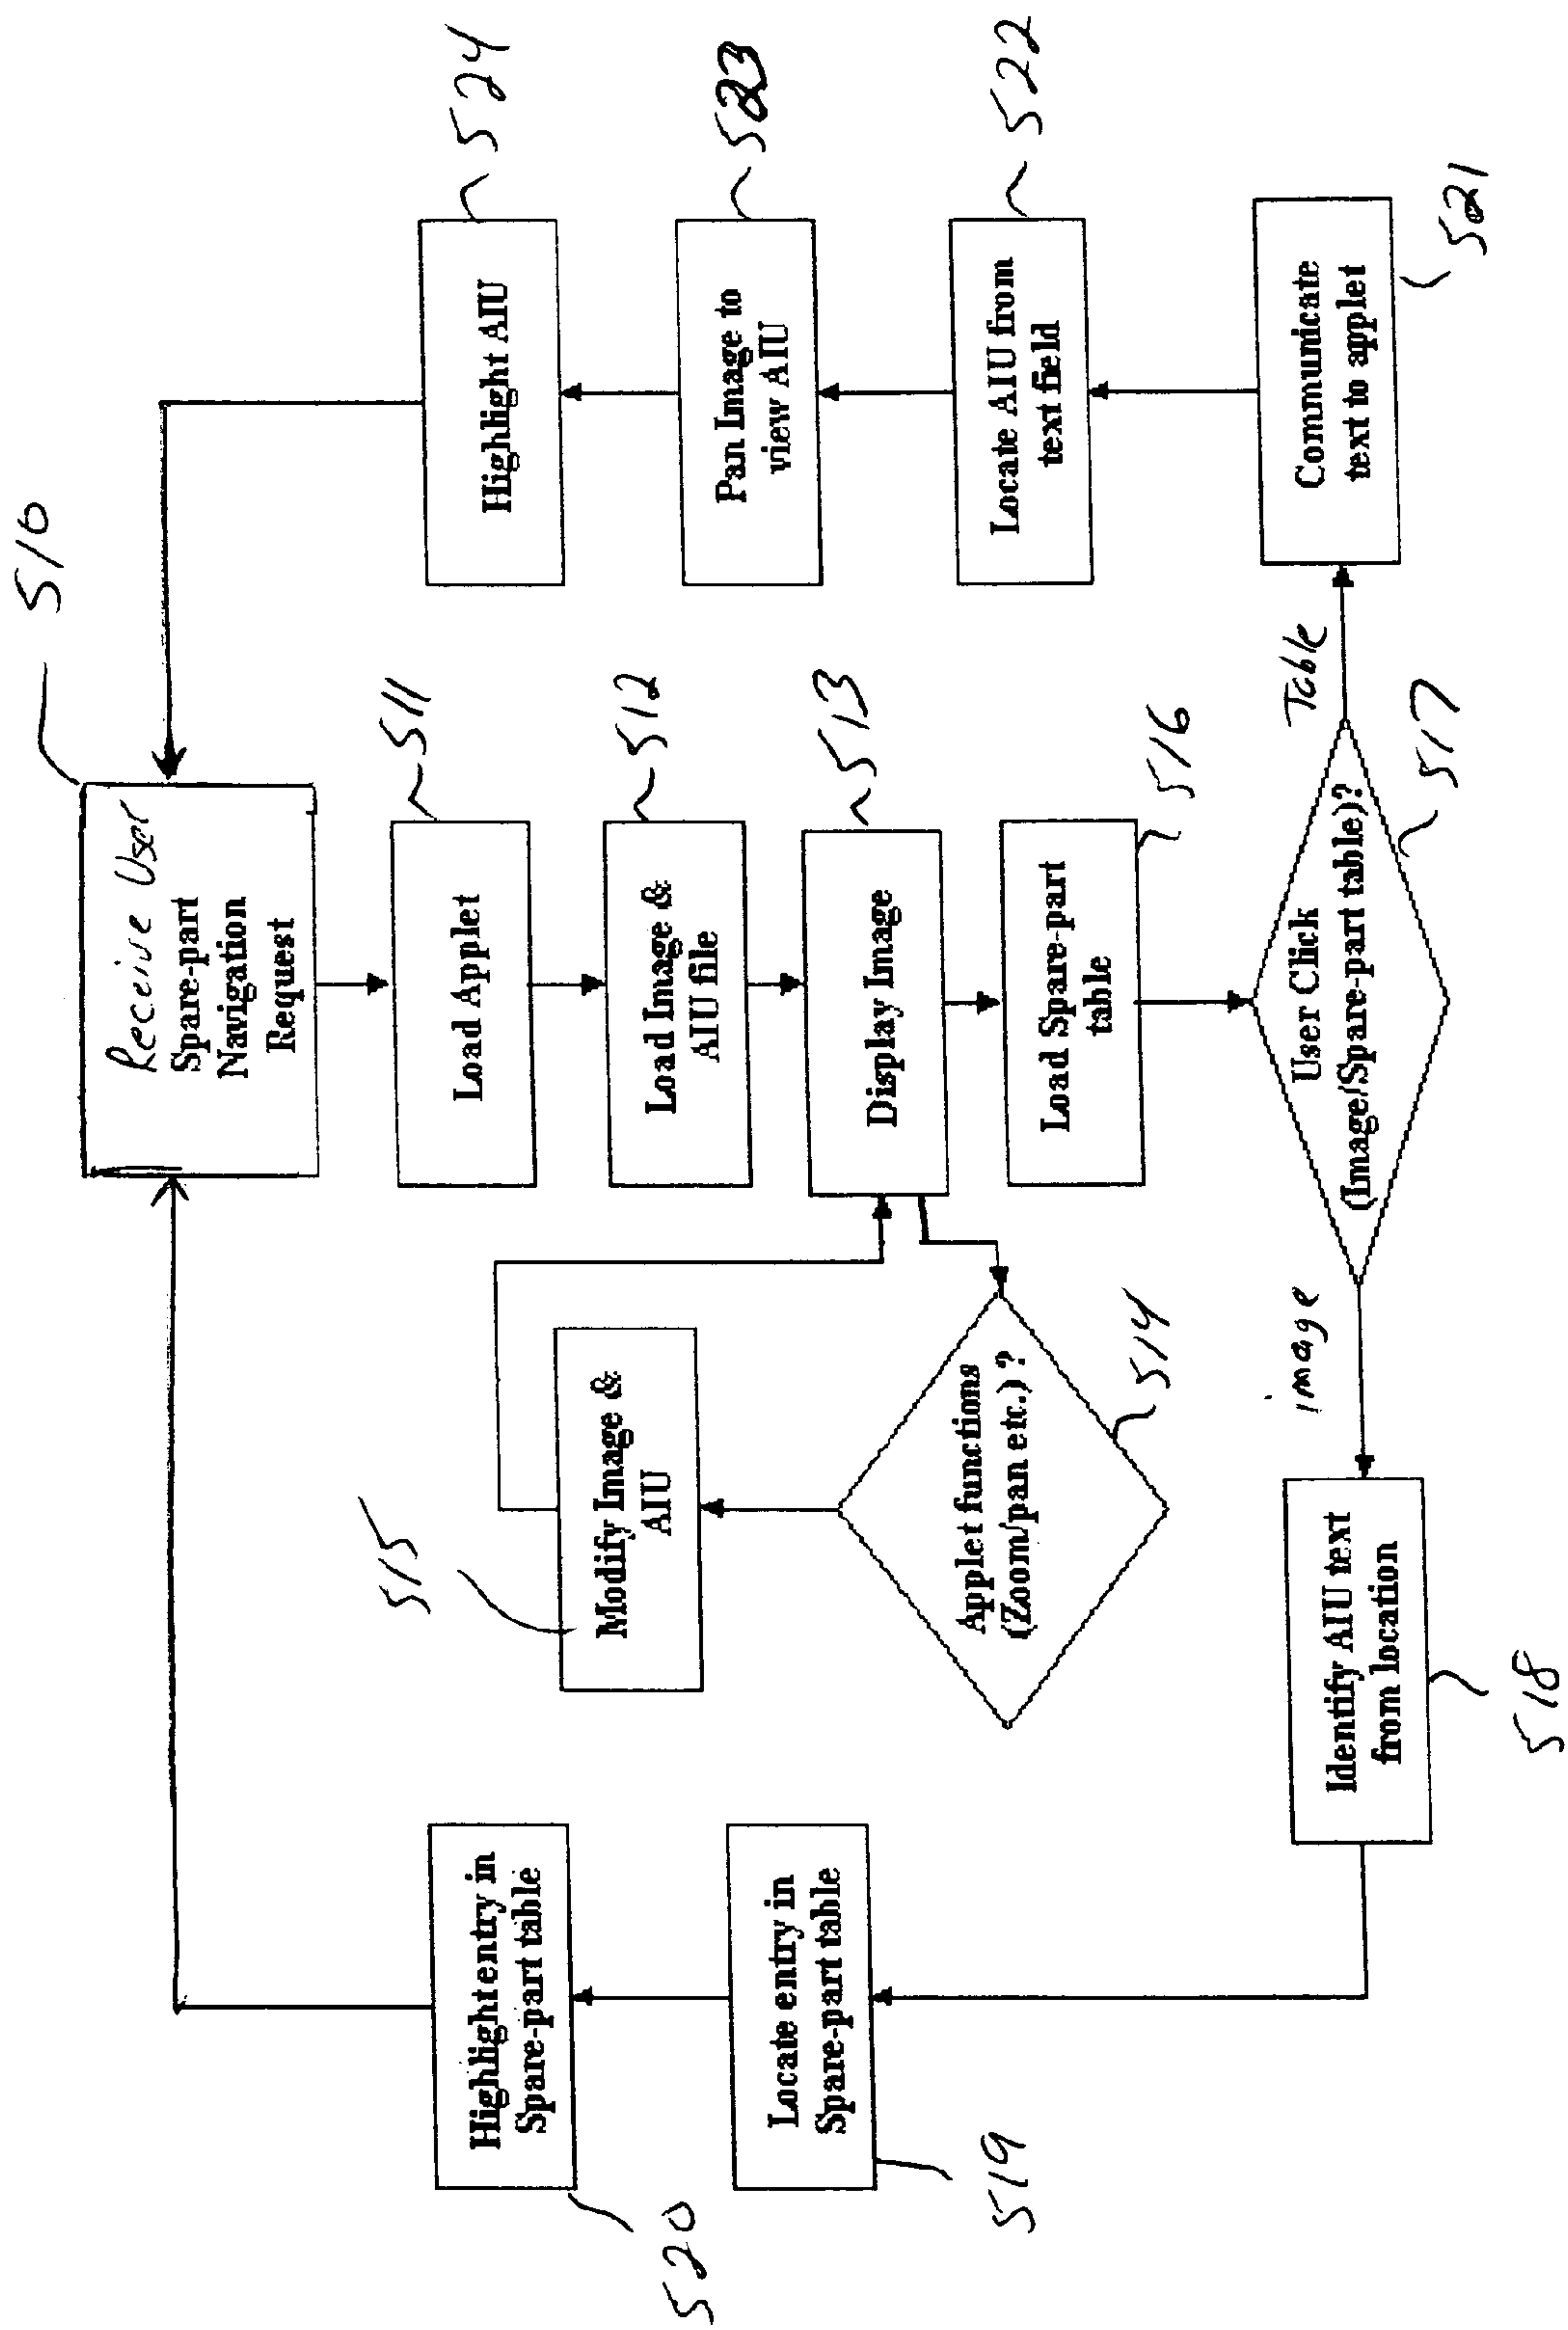 510
Receive User
Spare-part
Navigation
Request
511
Load Applet
512
Load Image &
AIU file
513
Display Image
516
Load Spare-part
table
User Click
(Image/Spare-part table)?
517
Table
image
515
Modify Image &
AIU
Applet functions
(Zoom/pan etc.)?
514
Identify AIU text
from location
518
Locate entry in
Spare-part table
519
Highlight entry in
Spare-part table
520
Communicate
text to applet
521
Locate AIU from
text field
522
Pan Image to
view AIU
523
Highlight AIU
524